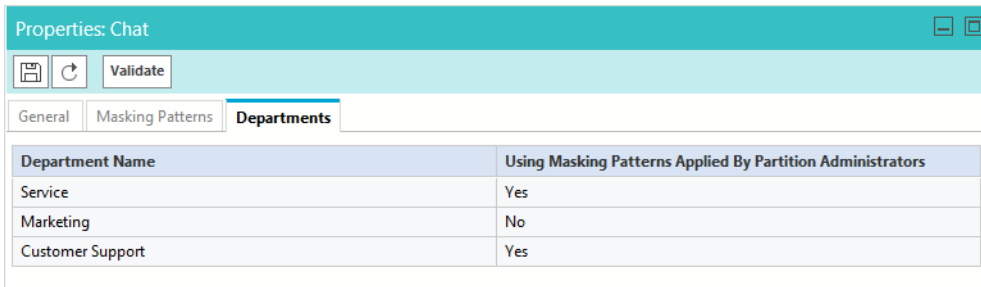 Properties: Chat
Validate
General Masking Patterns Departments
Department Name Using Masking Patterns Applied By Partition Administrators
Service Yes
Marketing No
Customer Support Yes